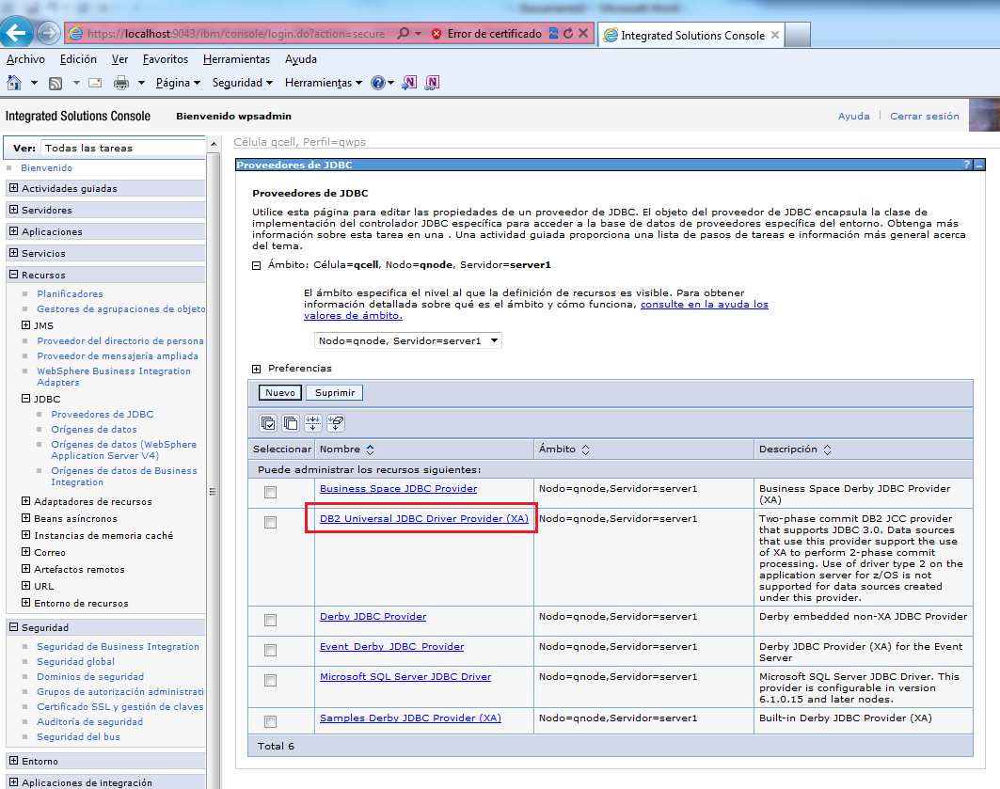 https://localhost:9043/ibm/console/login.do?action=secure
Error de certificado
Integrated Solutions Console
Archivo Edición Ver Favoritos Herramientas Ayuda
Página Seguridad Herramientas
Integrated Solutions Console
Bienvenido wpsadmin
Ayuda
Cerrar sesión
Ver: Todas las tareas
Bienvenido
Actividades guiadas
Servidores
Aplicaciones
Servicios
Recursos
Planificadores
Gestores de agrupaciones de objeto
JMS
Proveedor del directorio de persona
Proveedor de mensajería ampliada
WebSphere Business Integration
Adapters
JDBC
Proveedores de JDBC
Orígenes de datos
Orígenes de datos (WebSphere
Application Server V4)
Orígenes de datos de Business
Integration
Adaptadores de recursos
Beans asíncronos
Instancias de memoria caché
Correo
Artefactos remotos
URL
Entorno de recursos
Seguridad
Seguridad de Business Integration
Seguridad global
Dominios de seguridad
Grupos de autorización administrati
Certificado SSL y gestión de claves
Auditoría de seguridad
Seguridad del bus
Entorno
Aplicaciones de integración
Célula qcell, Perfil=qwps
Proveedores de JDBC
?
Proveedores de JDBC
Utilice esta página para editar las propiedades de un proveedor de JDBC. El objeto del proveedor de JDBC encapsula la clase de
implementación del controlador JDBC específica para acceder a la base de datos de proveedores específica del entorno. Obtenga más
información sobre esta tarea en una . Una actividad guiada proporciona una lista de pasos de tareas e información más general acerca
del tema.
Ámbito: Célula=qcell, Nodo=qnode, Servidor=server1
El ámbito especifica el nivel al que la definición de recursos es visible. Para obtener
información detallada sobre qué es el ámbito y cómo funciona, consulte en la ayuda los
valores de ámbito.
Nodo=qnode, Servidor=server1
Preferencias
Nuevo Suprimir
Seleccionar Nombre Ámbito Descripción
Puede administrar los recursos siguientes:
Business Space JDBC Provider
Nodo=qnode,Servidor=server1
Business Space Derby JDBC Provider
(XA)
DB2 Universal JDBC Driver Provider (XA)
Nodo=qnode,Servidor=server1
Two-phase commit DB2 JCC provider
that supports JDBC 3.0. Data sources
that use this provider support the use
of XA to perform 2-phase commit
processing. Use of driver type 2 on the
application server for z/OS is not
supported for data sources created
under this provider.
Derby JDBC Provider
Nodo=qnode,Servidor=server1
Derby embedded non-XA JDBC Provider
Event_Derby_JDBC_Provider
Nodo=qnode,Servidor=server1
Derby JDBC Provider (XA) for the Event
Server
Microsoft SQL Server JDBC Driver
Nodo=qnode,Servidor=server1
Microsoft SQL Server JDBC Driver. This
provider is configurable in version
6.1.0.15 and later nodes.
Samples Derby JDBC Provider (XA)
Nodo=qnode,Servidor=server1
Built-in Derby JDBC Provider (XA)
Total 6